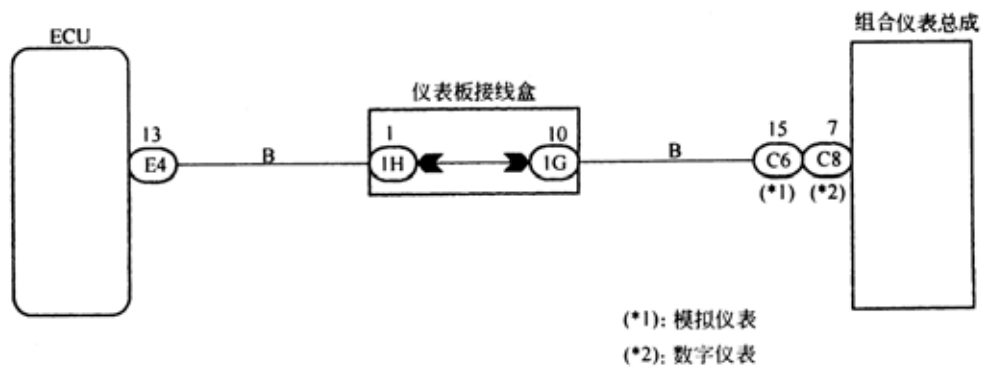 ECU
组合仪表总成
仪表板接线盒
13
1
10
15
7
E4
B
1H
1G
B
C6
C8
(*1)
(*2)
(*1): 模拟仪表
(*2): 数字仪表